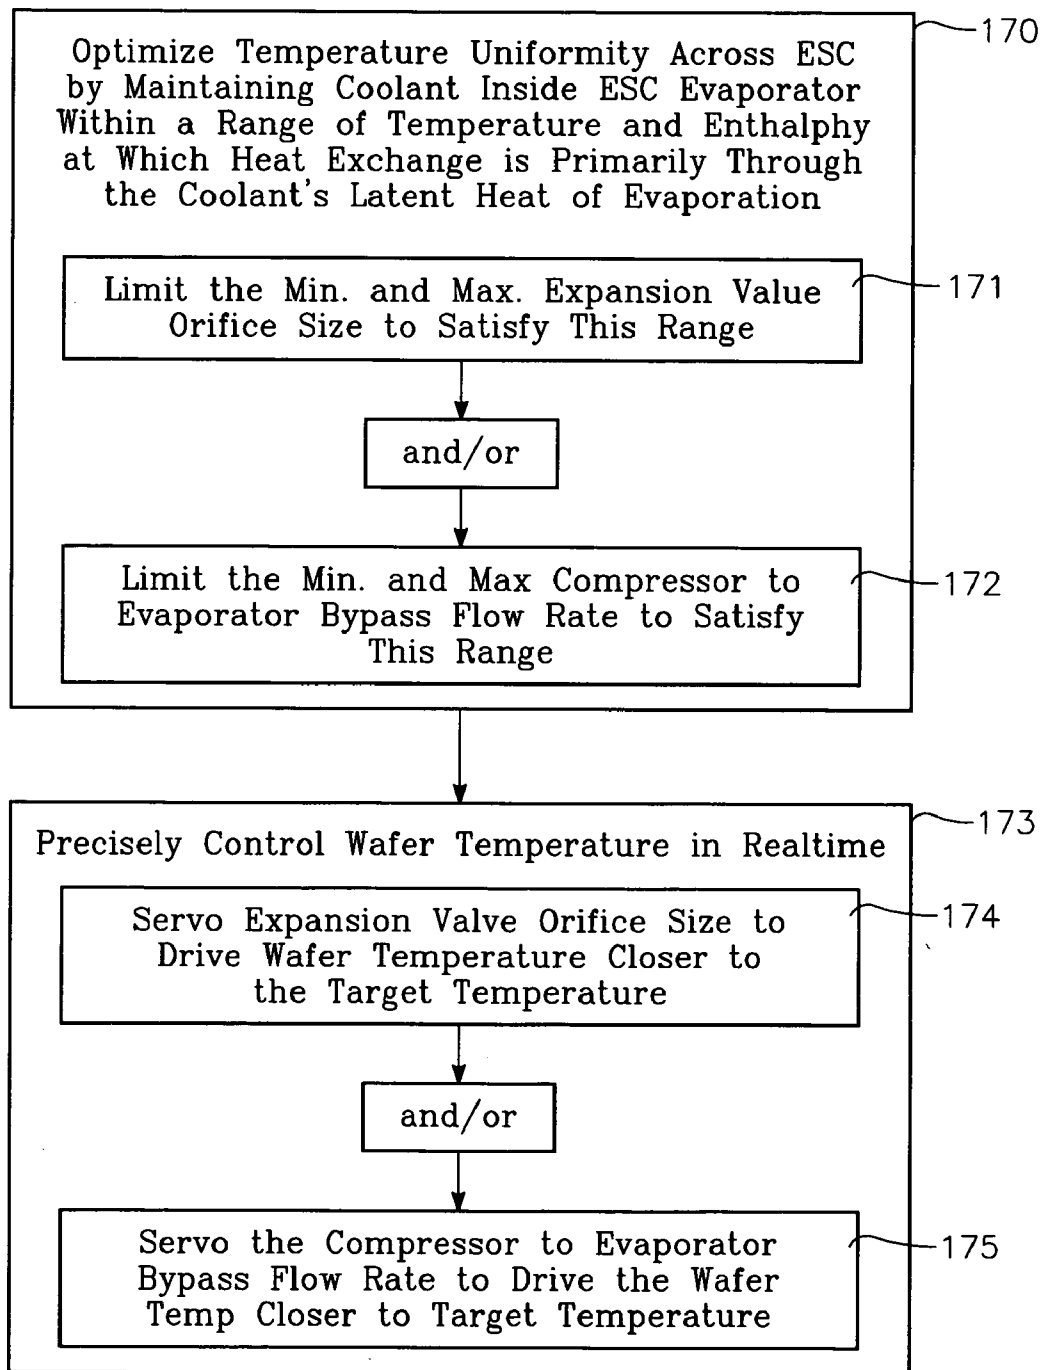 170
Optimize Temperature Uniformity Across ESC
by Maintaining Coolant Inside ESC Evaporator
Within a Range of Temperature and Enthalphy
at Which Heat Exchange is Primarily Through
the Coolant's Latent Heat of Evaporation
171
Limit the Min. and Max. Expansion Value
Orifice Size to Satisfy This Range
and/or
172
Limit the Min. and Max Compressor to
Evaporator Bypass Flow Rate to Satisfy
This Range
173
Precisely Control Wafer Temperature in Realtime
174
Servo Expansion Valve Orifice Size to
Drive Wafer Temperature Closer to
the Target Temperature
and/or
175
Servo the Compressor to Evaporator
Bypass Flow Rate to Drive the Wafer
Temp Closer to Target Temperature